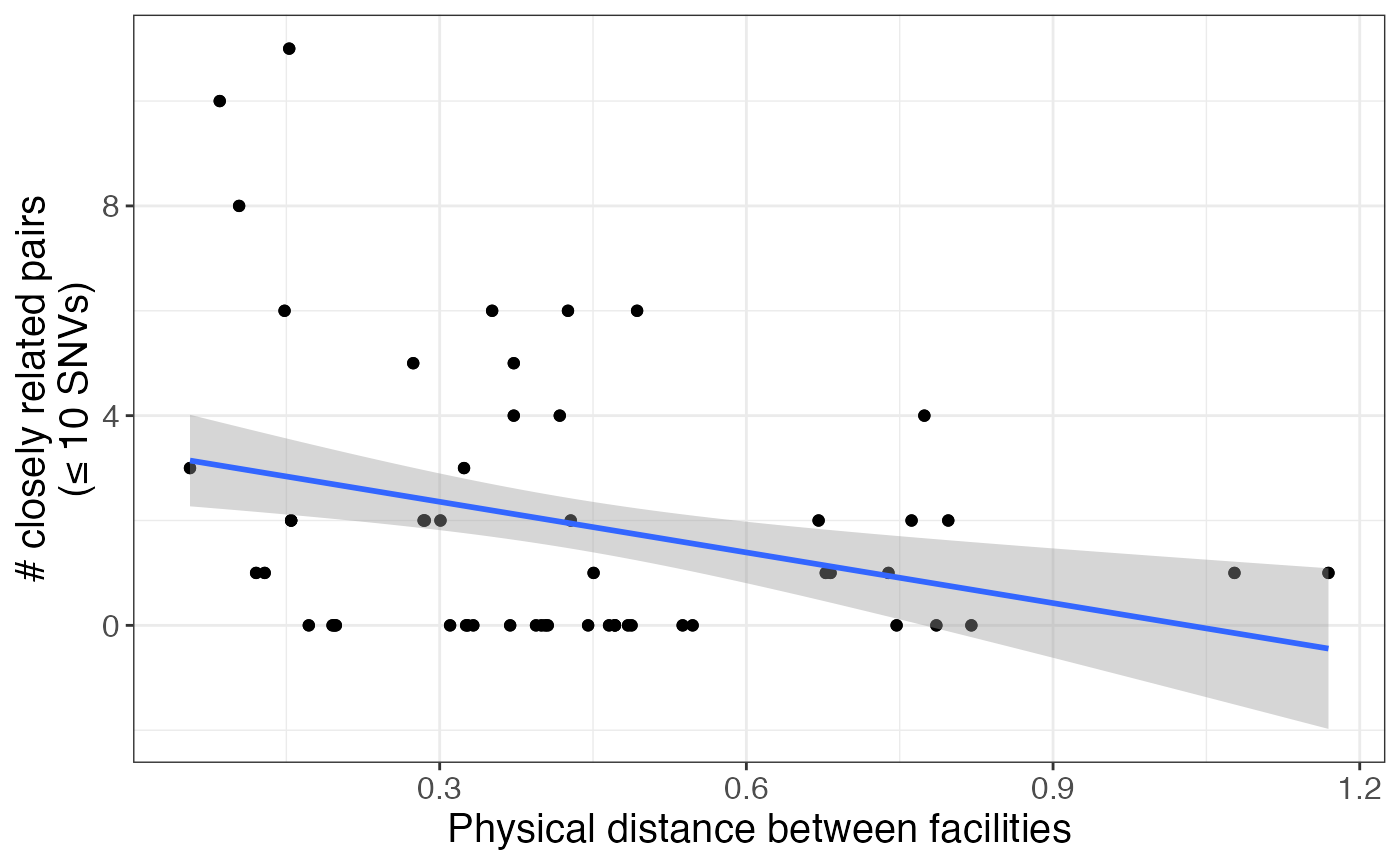 # closely related pairs
(≤ 10 SNVs)
8
4
0
0.3
0.6
0.9
1.2
Physical distance between facilities